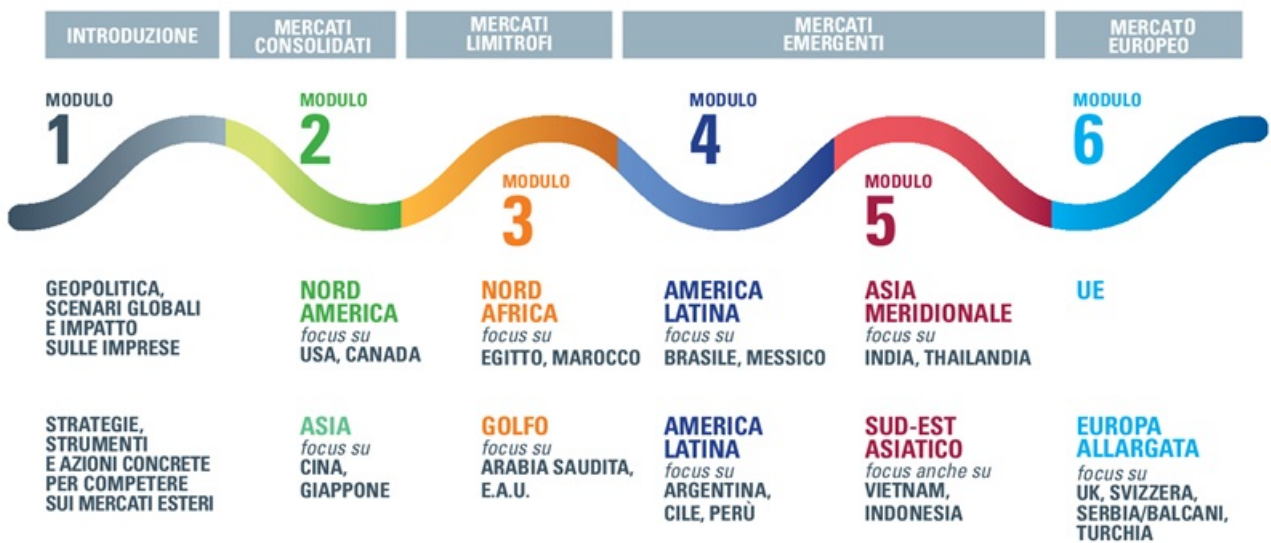 INTRODUZIONE
MERCATI
CONSOLIDATI
MERCATI
LIMITROFI
MERCATI
EMERGENTI
MERCATO
EUROPEO
MODULO
1
MODULO
2
MODULO
3
MODULO
4
MODULO
5
MODULO
6
GEOPOLITICA,
SCENARI GLOBALI
E IMPATTO
SULLE IMPRESE
NORD
AMERICA
focus su
USA, CANADA
NORD
AFRICA
focus su
EGITTO, MAROCCO
AMERICA
LATINA
focus su
BRASILE, MESSICO
ASIA
MERIDIONALE
focus su
INDIA, THAILANDIA
UE
STRATEGIE,
STRUMENTI
E AZIONI CONCRETE
PER COMPETERE
SUI MERCATI ESTERI
ASIA
focus su
CINA,
GIAPPONE
GOLFO
focus su
ARABIA SAUDITA,
E.A.U.
AMERICA
LATINA
focus su
ARGENTINA,
CILE, PERÙ
SUD-EST
ASIATICO
focus anche su
VIETNAM,
INDONESIA
EUROPA
ALLARGATA
focus su
UK, SVIZZERA,
SERBIA/BALCANI,
TURCHIA